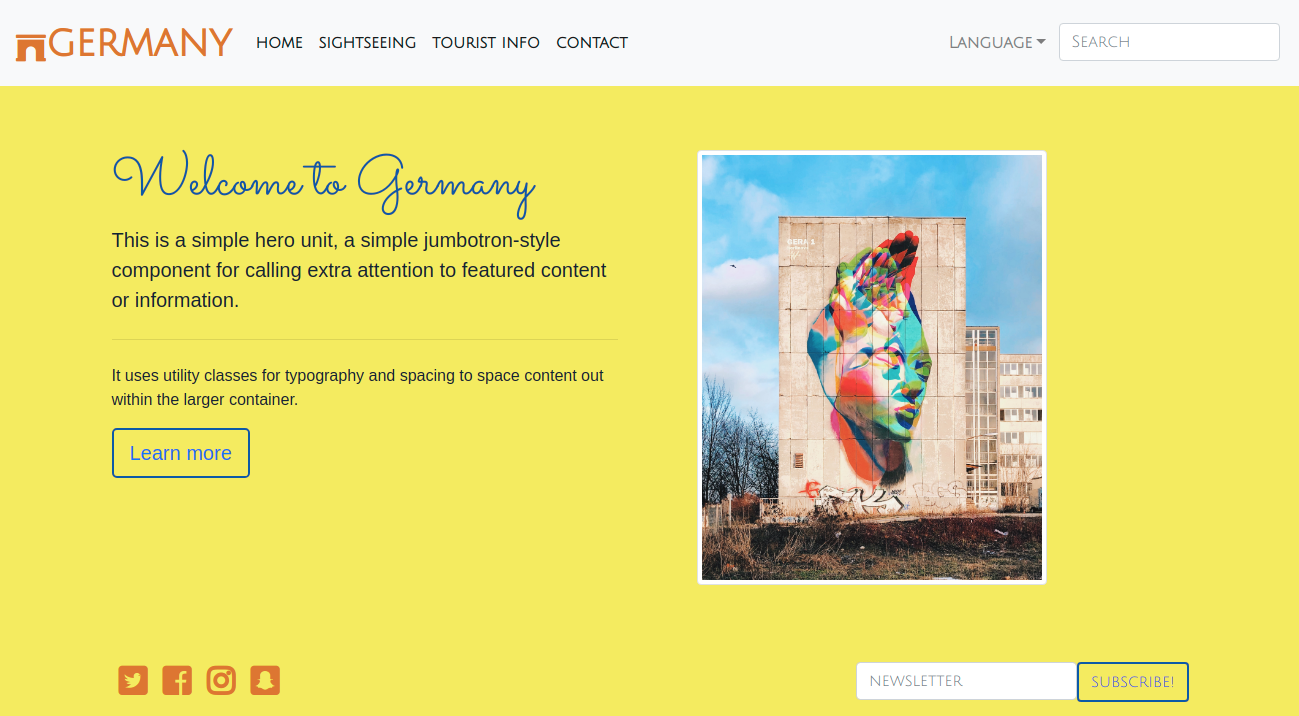 GERMANY HOME SIGHTSEEING TOURIST INFO CONTACT Language Search
Welcome to Germany
This is a simple hero unit, a simple jumbotron-style
component for calling extra attention to featured content
or information.
It uses utility classes for typography and spacing to space content out
within the larger container.
Learn more
NEWSLETTER SUBSCRIBE!